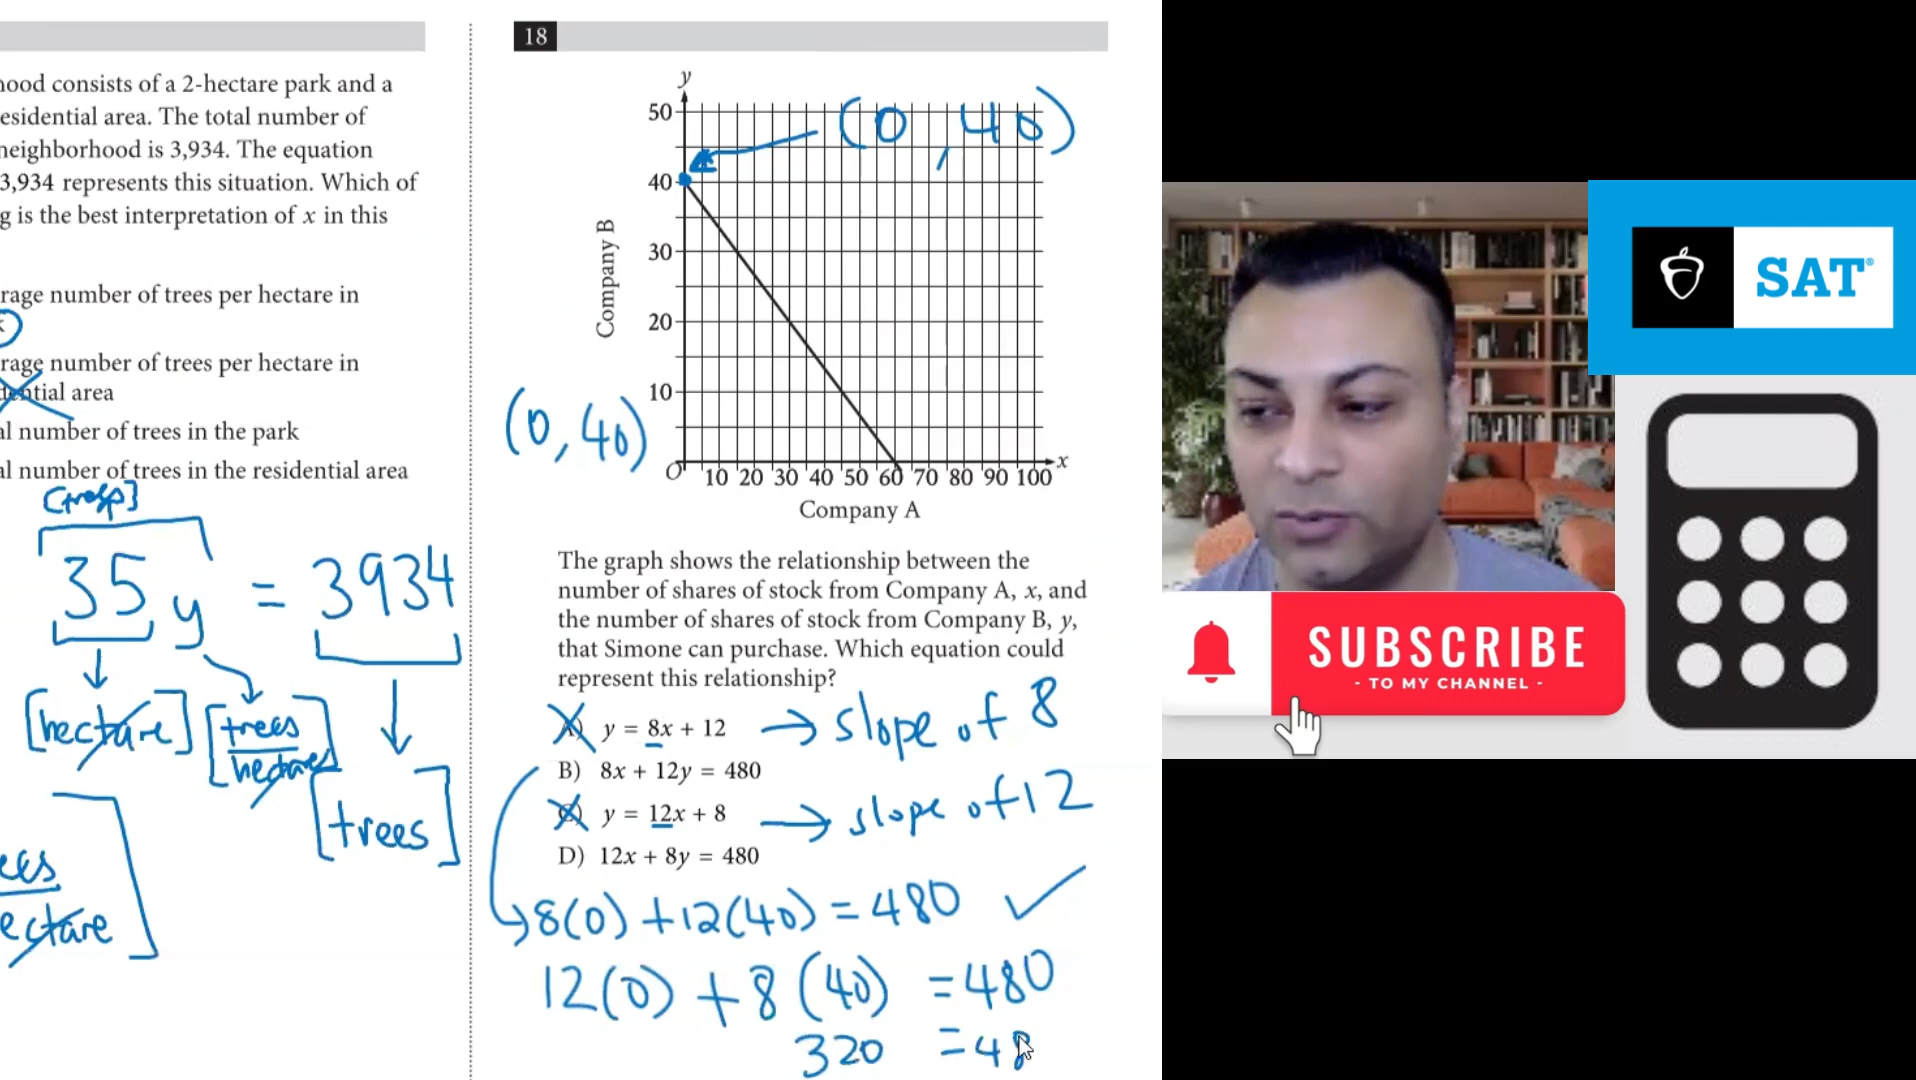 hood consists of a 2-hectare park and a
esidential area. The total number of
neighborhood is 3,934. The equation
3,934 represents this situation. Which of
g is the best interpretation of x in this
rage number of trees per hectare in
rage number of trees per hectare in
dential area
al number of trees in the park
al number of trees in the residential area
35y = 3934
[hectare] [trees
hectares] [trees]
ees
ectare
18
y
50
40
30
20
10
O
10 20 30 40 50 60 70 80 90 100
x
Company B
Company A
(0, 40)
(0, 40)
The graph shows the relationship between the
number of shares of stock from Company A, x, and
the number of shares of stock from Company B, y,
that Simone can purchase. Which equation could
represent this relationship?
A) y = 8x + 12 → slope of 8
B) 8x + 12y = 480
C) y = 12x + 8 → slope of 12
D) 12x + 8y = 480
8(0) + 12(40) = 480 ✓
12(0) + 8(40) = 480
320 = 48
SAT®
SUBSCRIBE
- TO MY CHANNEL -